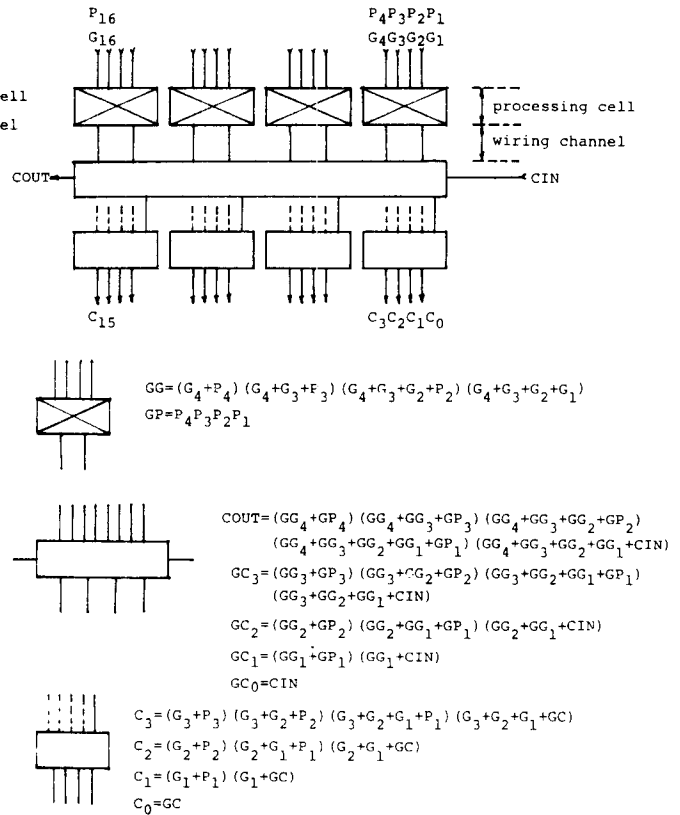 P₁₆ P₄P₃P₂P₁
G₁₆ G₄G₃G₂G₁
ell
processing cell
el
wiring channel
COUT CIN
C₁₅ C₃C₂C₁C₀
GG=(G₄+P₄)(G₄+G₃+P₃)(G₄+G₃+G₂+P₂)(G₄+G₃+G₂+G₁)
GP=P₄P₃P₂P₁
COUT=(GG₄+GP₄)(GG₄+GG₃+GP₃)(GG₄+GG₃+GG₂+GP₂)
(GG₄+GG₃+GG₂+GG₁+GP₁)(GG₄+GG₃+GG₂+GG₁+CIN)
GC₃=(GG₃+GP₃)(GG₃+GG₂+GP₂)(GG₃+GG₂+GG₁+GP₁)
(GG₃+GG₂+GG₁+CIN)
GC₂=(GG₂+GP₂)(GG₂+GG₁+GP₁)(GG₂+GG₁+CIN)
GC₁=(GG₁+GP₁)(GG₁+CIN)
GC₀=CIN
C₃=(G₃+P₃)(G₃+G₂+P₂)(G₃+G₂+G₁+P₁)(G₃+G₂+G₁+GC)
C₂=(G₂+P₂)(G₂+G₁+P₁)(G₂+G₁+GC)
C₁=(G₁+P₁)(G₁+GC)
C₀=GC